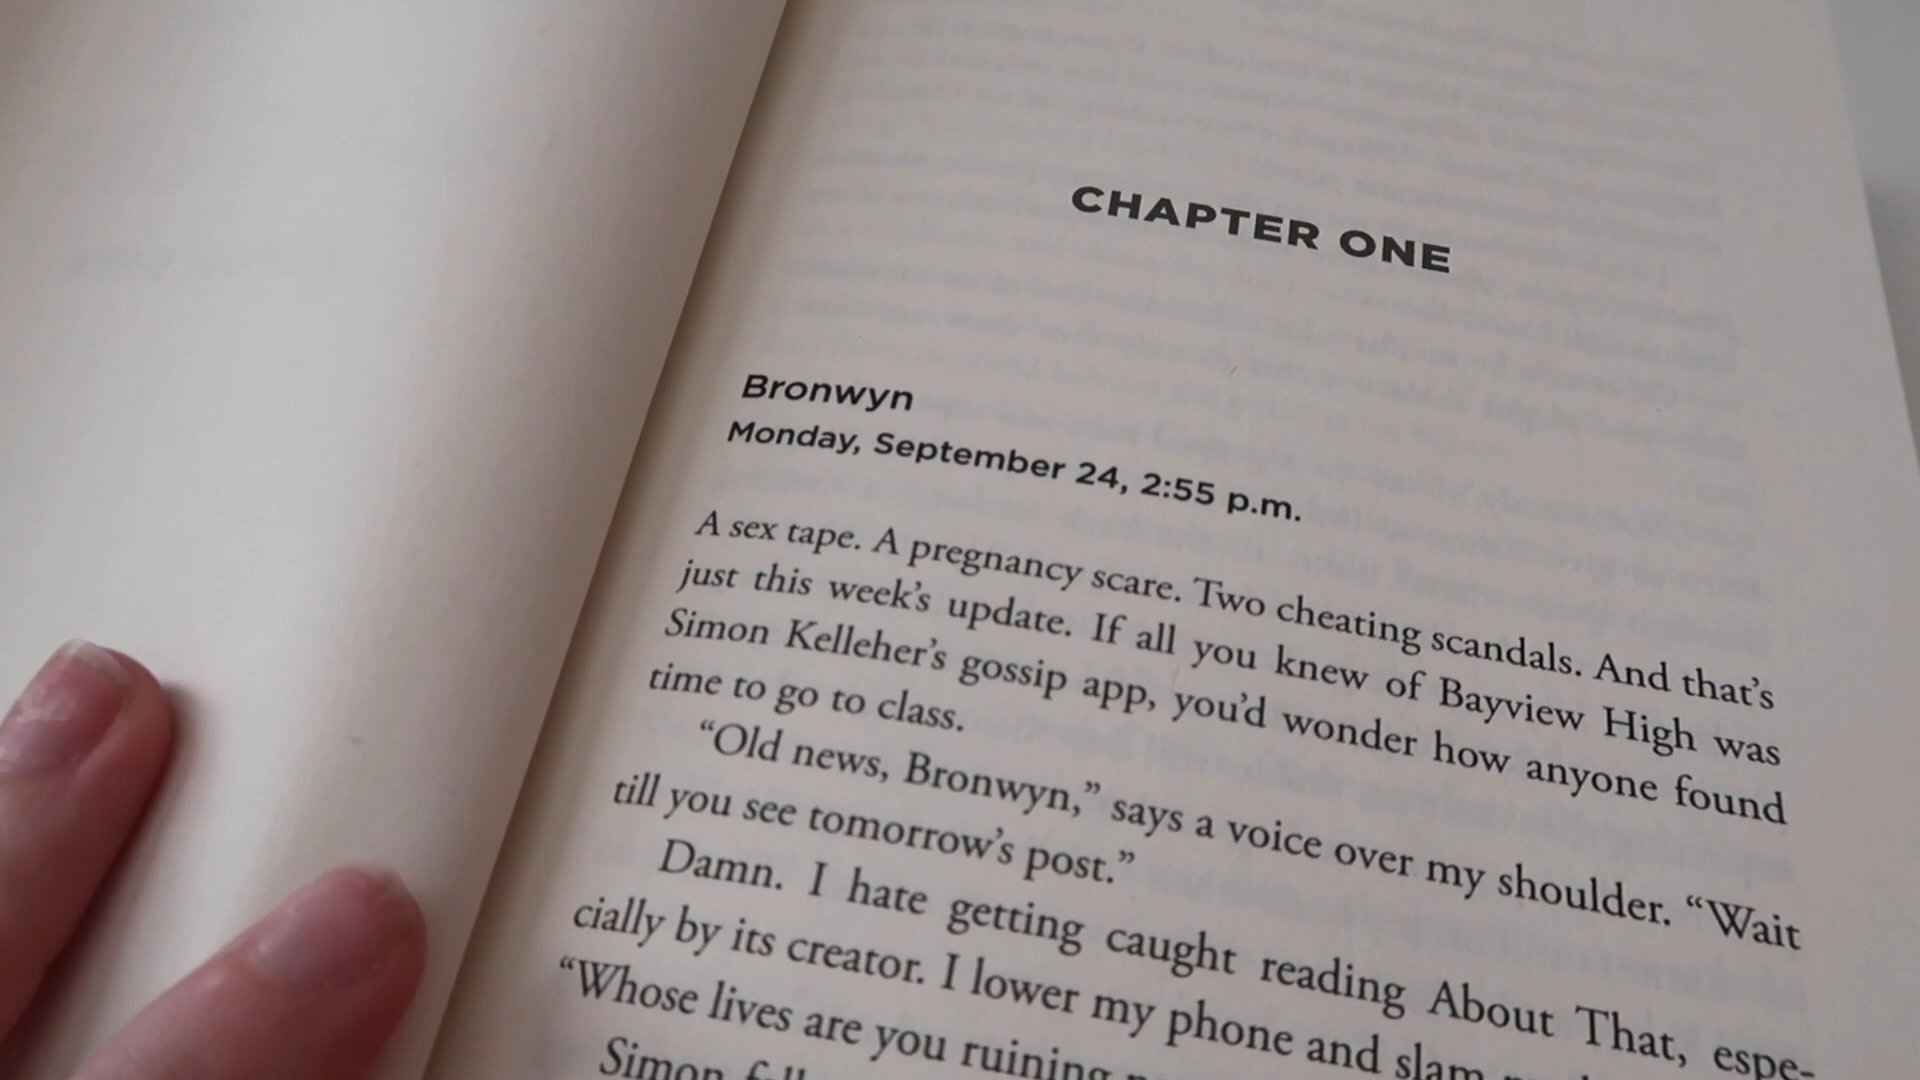 CHAPTER ONE
Bronwyn
Monday, September 24, 2:55 p.m.
A sex tape. A pregnancy scare. Two cheating scandals. And that’s
just this week’s update. If all you knew of Bayview High was
Simon Kelleher’s gossip app, you’d wonder how anyone found
time to go to class.
“Old news, Bronwyn,” says a voice over my shoulder. “Wait
till you see tomorrow’s post.”
Damn. I hate getting caught reading About That, espe-
cially by its creator. I lower my phone and slam
“Whose lives are you ruining
Simon